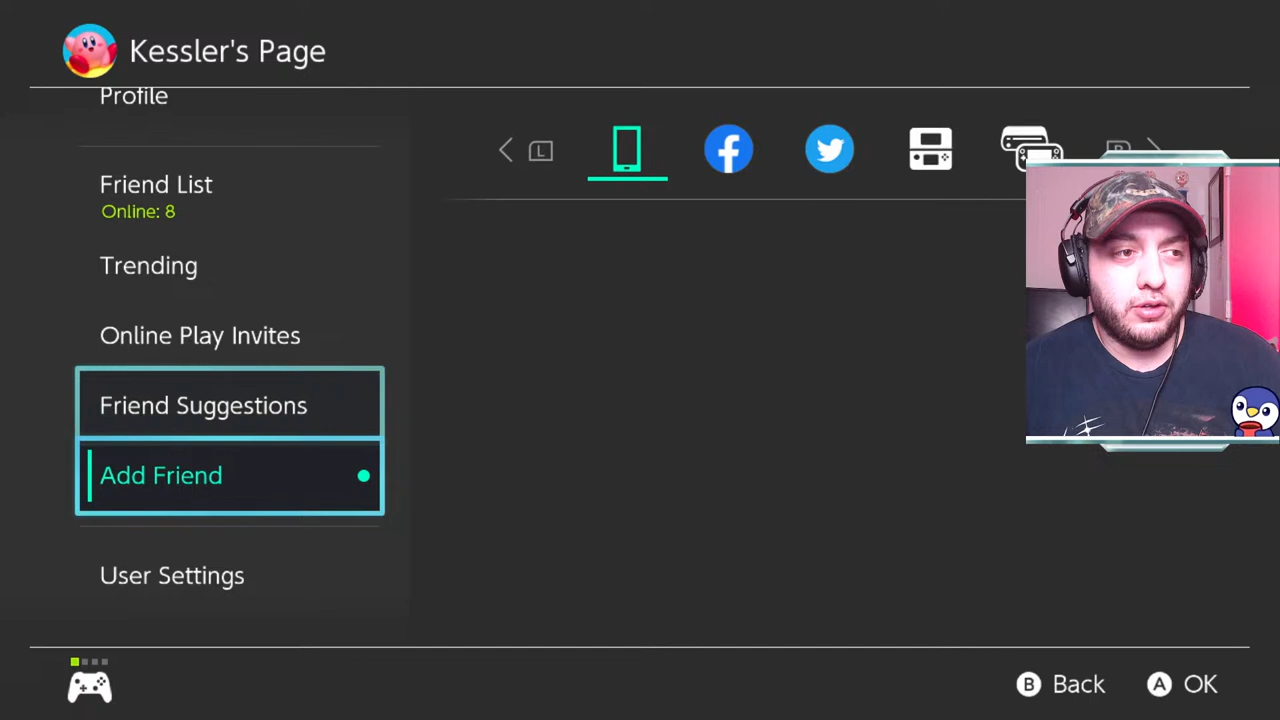 Kessler's Page
Profile
Friend List
Online: 8
Trending
Online Play Invites
Friend Suggestions
Add Friend
User Settings
L
R
B Back
A OK